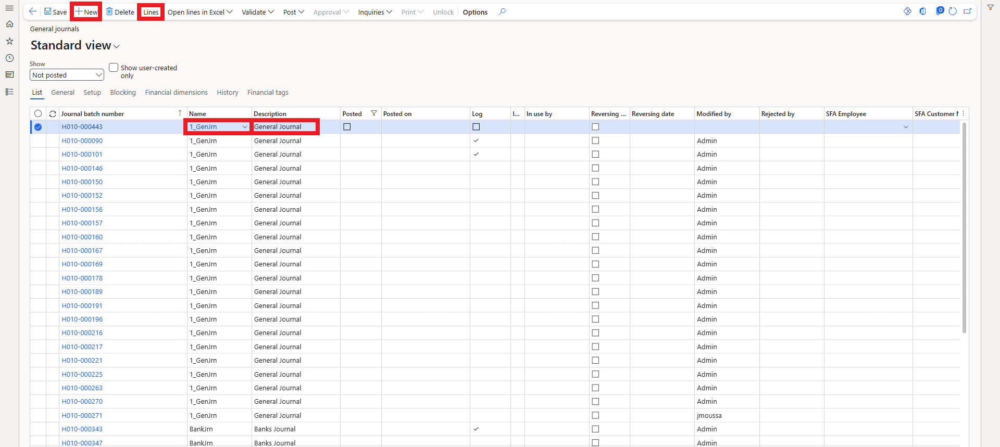 Save New Delete Lines Open lines in Excel Validate Post Approval Inquiries Print Unlock Options 0
General journals
Standard view
Show
Not posted
Show user-created
only
List General Setup Blocking Financial dimensions History Financial tags
Journal batch number Name Description Posted Posted on Log I... In use by Reversing ... Reversing date Modified by Rejected by SFA Employee SFA Customer
H010-000443 1_GenJrn General Journal
H010-000090 1_GenJrn General Journal Admin
H010-000101 1_GenJrn General Journal Admin
H010-000146 1_GenJrn General Journal Admin
H010-000150 1_GenJrn General Journal Admin
H010-000152 1_GenJrn General Journal Admin
H010-000156 1_GenJrn General Journal Admin
H010-000157 1_GenJrn General Journal Admin
H010-000160 1_GenJrn General Journal Admin
H010-000167 1_GenJrn General Journal Admin
H010-000169 1_GenJrn General Journal Admin
H010-000178 1_GenJrn General Journal Admin
H010-000189 1_GenJrn General Journal Admin
H010-000191 1_GenJrn General Journal Admin
H010-000196 1_GenJrn General Journal Admin
H010-000216 1_GenJrn General Journal Admin
H010-000217 1_GenJrn General Journal Admin
H010-000221 1_GenJrn General Journal Admin
H010-000225 1_GenJrn General Journal Admin
H010-000263 1_GenJrn General Journal Admin
H010-000270 1_GenJrn General Journal Admin
H010-000271 1_GenJrn General Journal jmoussa
H010-000343 BankJrn Banks Journal Admin
H010-000347 BankJrn Banks Journal Admin